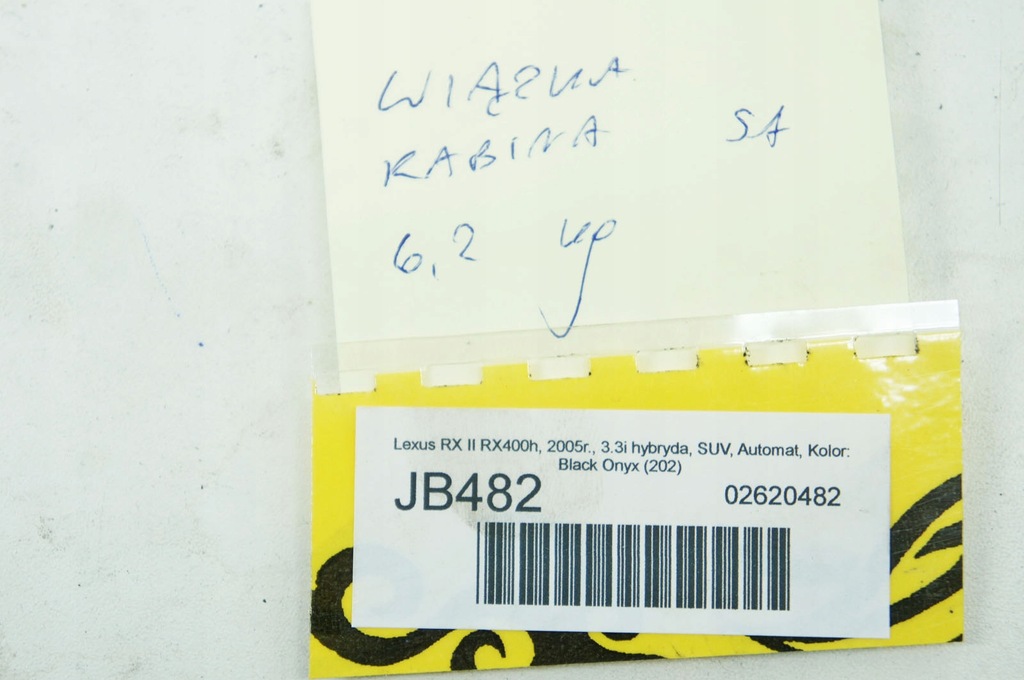 WIĄZKA
KABINA SA
6,2 kg
Lexus RX II RX400h, 2005r., 3.3i hybryda, SUV, Automat, Kolor:
Black Onyx (202)
JB482 02620482